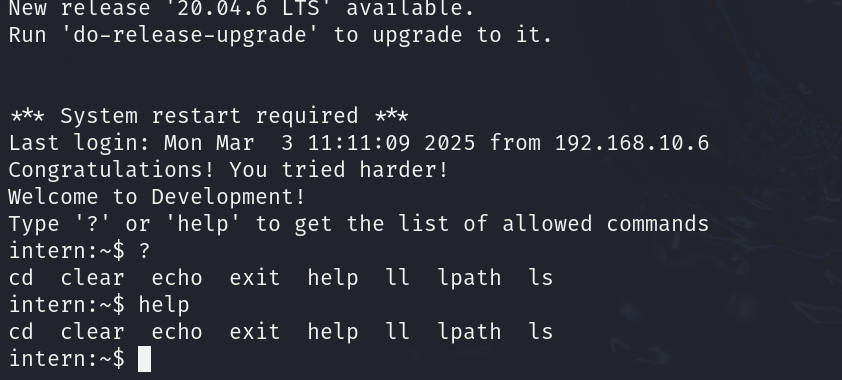 New release '20.04.6 LTS' available.
Run 'do-release-upgrade' to upgrade to it.
*** System restart required ***
Last login: Mon Mar  3 11:11:09 2025 from 192.168.10.6
Congratulations! You tried harder!
Welcome to Development!
Type '?' or 'help' to get the list of allowed commands
intern:~$ ?
cd  clear  echo  exit  help  ll  lpath  ls
intern:~$ help
cd  clear  echo  exit  help  ll  lpath  ls
intern:~$